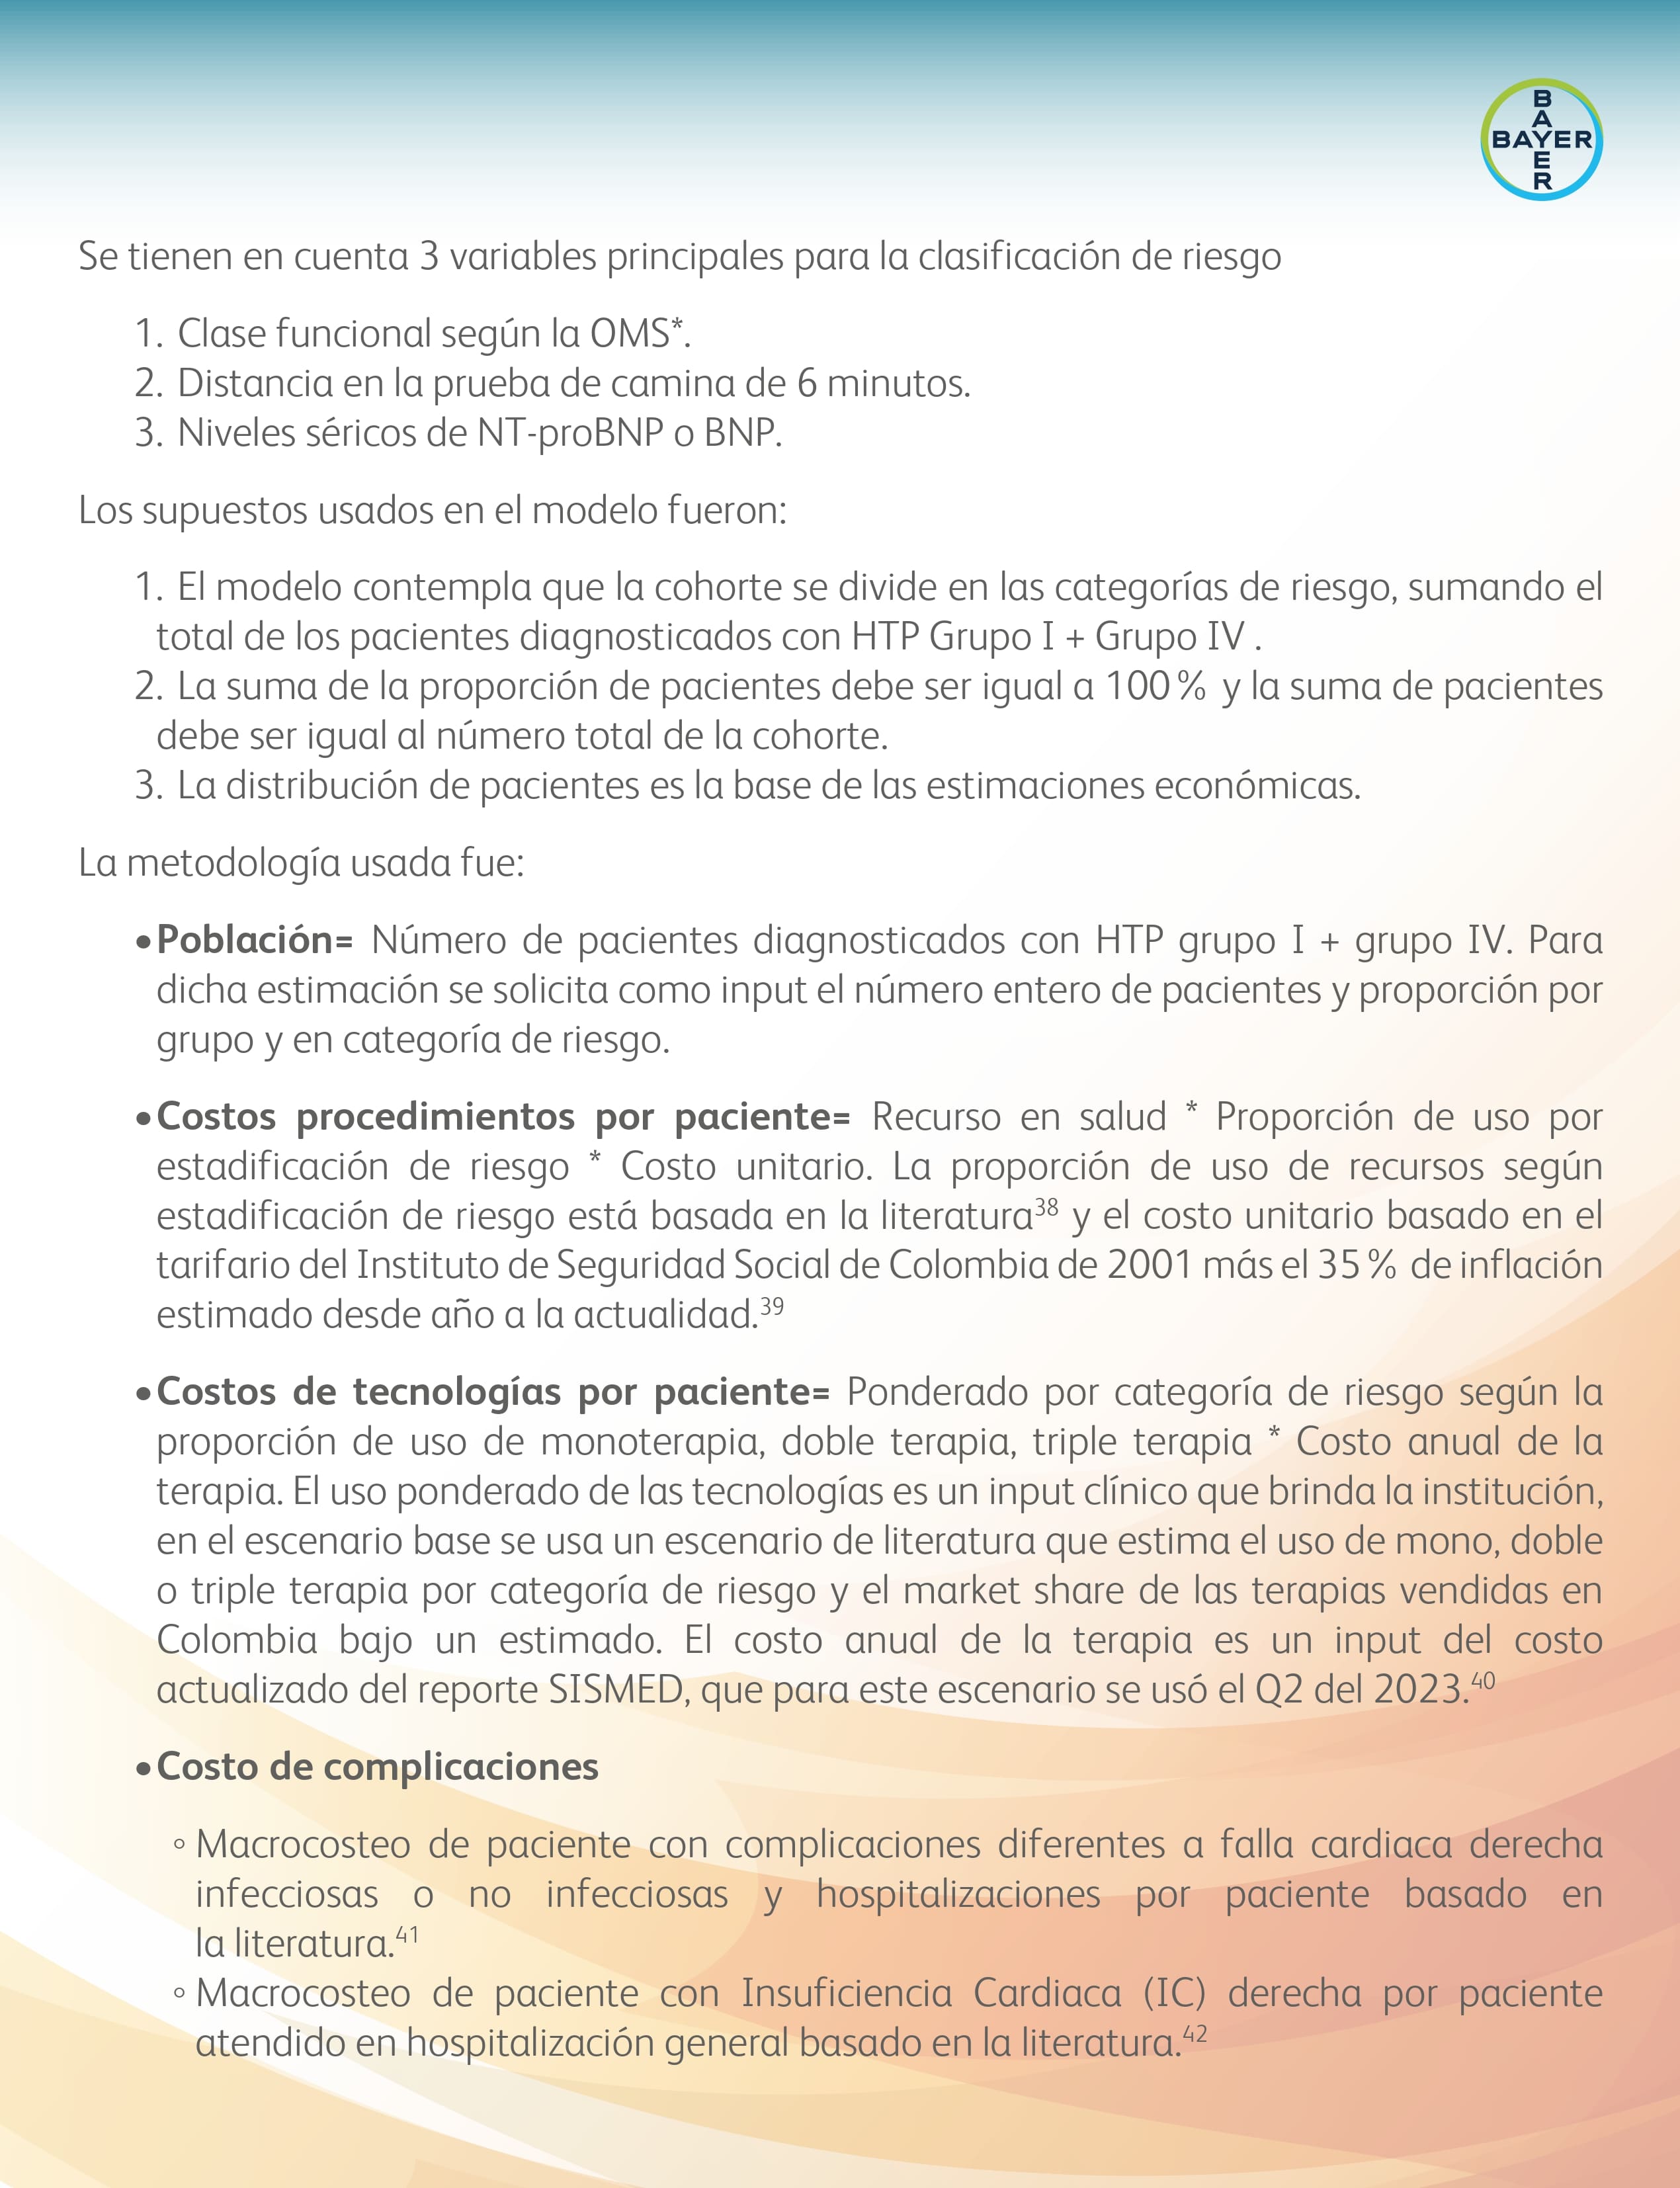 BAYER
BAYER
Se tienen en cuenta 3 variables principales para la clasificación de riesgo
1. Clase funcional según la OMS*.
2. Distancia en la prueba de camina de 6 minutos.
3. Niveles séricos de NT-proBNP o BNP.
Los supuestos usados en el modelo fueron:
1. El modelo contempla que la cohorte se divide en las categorías de riesgo, sumando el
total de los pacientes diagnosticados con HTP Grupo I + Grupo IV .
2. La suma de la proporción de pacientes debe ser igual a 100 % y la suma de pacientes
debe ser igual al número total de la cohorte.
3. La distribución de pacientes es la base de las estimaciones económicas.
La metodología usada fue:
•Población= Número de pacientes diagnosticados con HTP grupo I + grupo IV. Para
dicha estimación se solicita como input el número entero de pacientes y proporción por
grupo y en categoría de riesgo.
•Costos procedimientos por paciente= Recurso en salud * Proporción de uso por
estadificación de riesgo * Costo unitario. La proporción de uso de recursos según
estadificación de riesgo está basada en la literatura³⁸ y el costo unitario basado en el
tarifario del Instituto de Seguridad Social de Colombia de 2001 más el 35 % de inflación
estimado desde año a la actualidad.³⁹
•Costos de tecnologías por paciente= Ponderado por categoría de riesgo según la
proporción de uso de monoterapia, doble terapia, triple terapia * Costo anual de la
terapia. El uso ponderado de las tecnologías es un input clínico que brinda la institución,
en el escenario base se usa un escenario de literatura que estima el uso de mono, doble
o triple terapia por categoría de riesgo y el market share de las terapias vendidas en
Colombia bajo un estimado. El costo anual de la terapia es un input del costo
actualizado del reporte SISMED, que para este escenario se usó el Q2 del 2023.⁴⁰
•Costo de complicaciones
◦ Macrocosteo de paciente con complicaciones diferentes a falla cardiaca derecha
infecciosas o no infecciosas y hospitalizaciones por paciente basado en
la literatura.⁴¹
◦ Macrocosteo de paciente con Insuficiencia Cardiaca (IC) derecha por paciente
atendido en hospitalización general basado en la literatura.⁴²